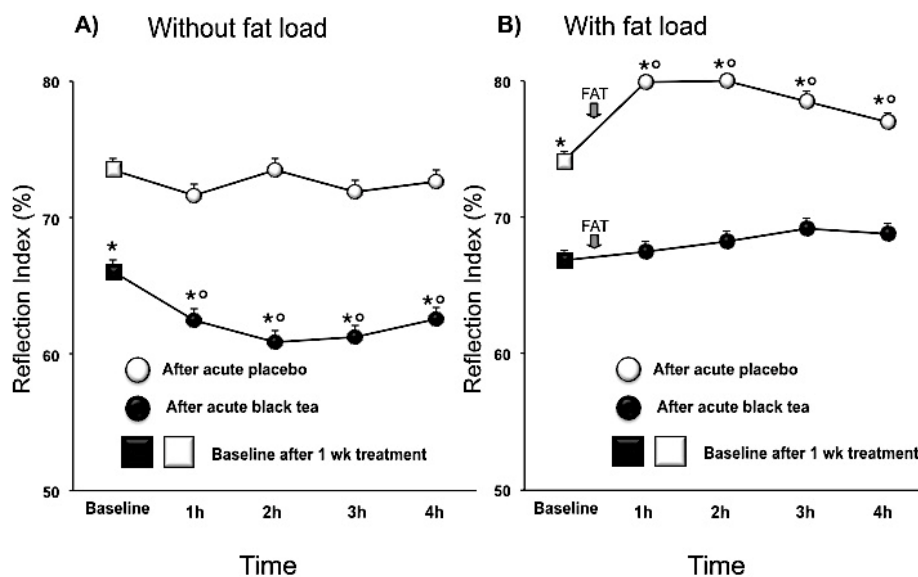 A) Without fat load
80
70
60
50
Reflection Index (%)
*
*°
*°
*°
*°
After acute placebo
After acute black tea
Baseline after 1 wk treatment
Baseline 1h 2h 3h 4h
Time
B) With fat load
80
70
60
50
Reflection Index (%)
FAT
*
*°
*°
*°
*°
FAT
After acute placebo
After acute black tea
Baseline after 1 wk treatment
Baseline 1h 2h 3h 4h
Time